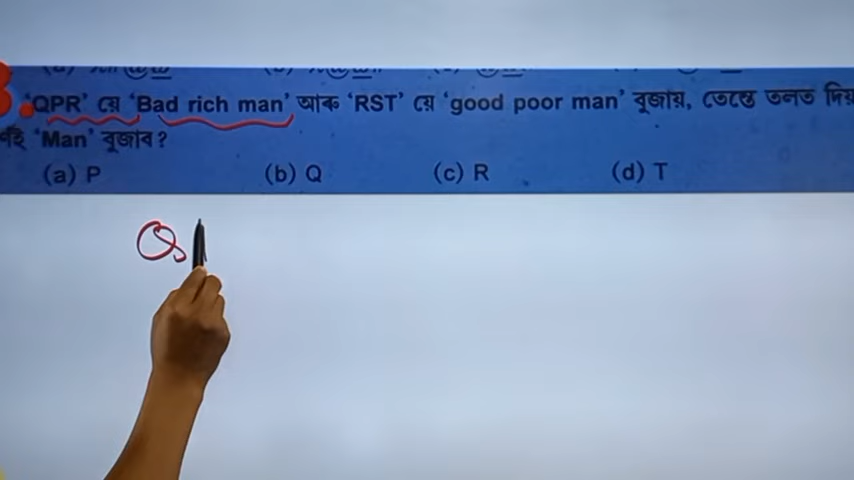 'QPR' য়ে 'Bad rich man' আৰু 'RST' য়ে 'good poor man' বুজায়, তেন্তে তলত
'Man' বুজাব?
(a) P (b) Q (c) R (d) T
Q